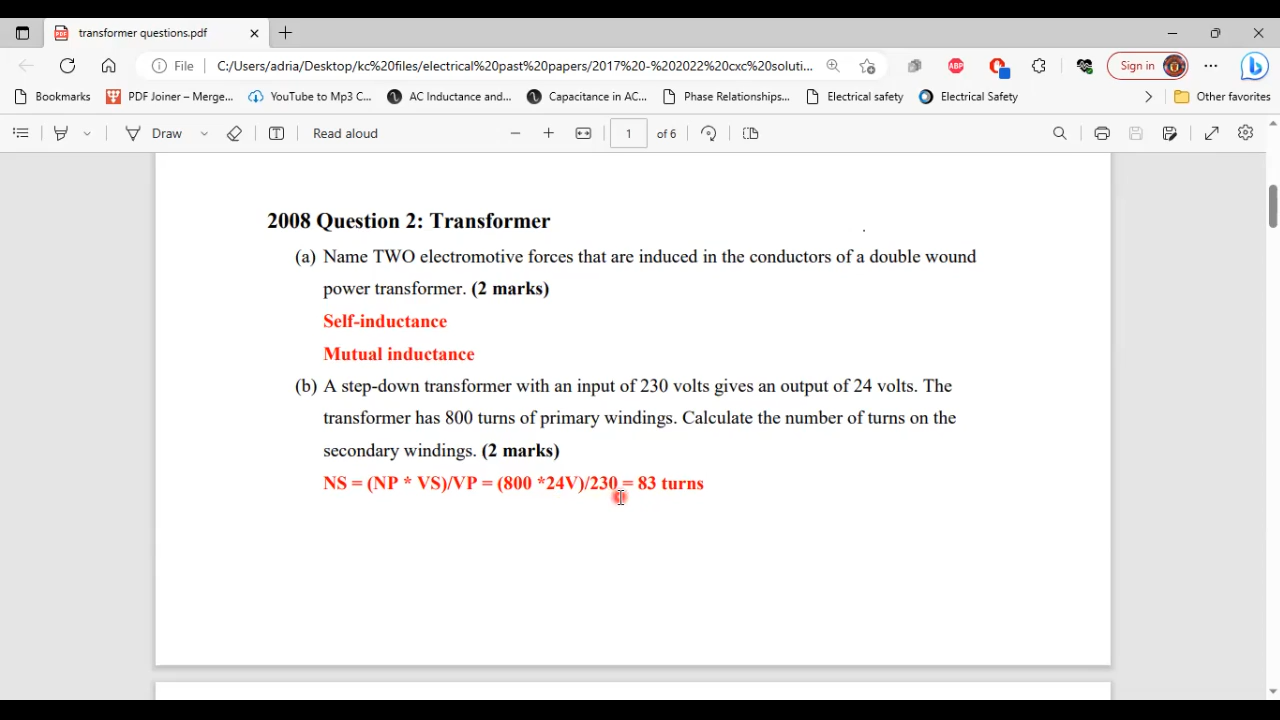 transformer questions.pdf
File C:/Users/adria/Desktop/kc%20files/electrical%20past%20papers/2017%20-%202022%20cxc%20soluti... Sign in
Bookmarks PDF Joiner – Merge... YouTube to Mp3 C... AC Inductance and... Capacitance in AC... Phase Relationships... Electrical safety Electrical Safety Other favorites
Draw Read aloud 1 of 6
2008 Question 2: Transformer
(a) Name TWO electromotive forces that are induced in the conductors of a double wound
power transformer. (2 marks)
Self-inductance
Mutual inductance
(b) A step-down transformer with an input of 230 volts gives an output of 24 volts. The
transformer has 800 turns of primary windings. Calculate the number of turns on the
secondary windings. (2 marks)
NS = (NP * VS)/VP = (800 *24V)/230 = 83 turns